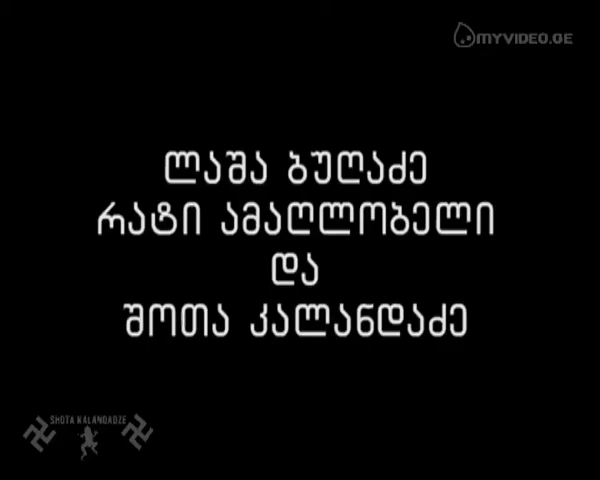 MYVIDEO.GE
ლაშა ბუღაძე
რატი ამაღლობელი
და
შოთა კალანდაძე
SHOTA KALANDADZE